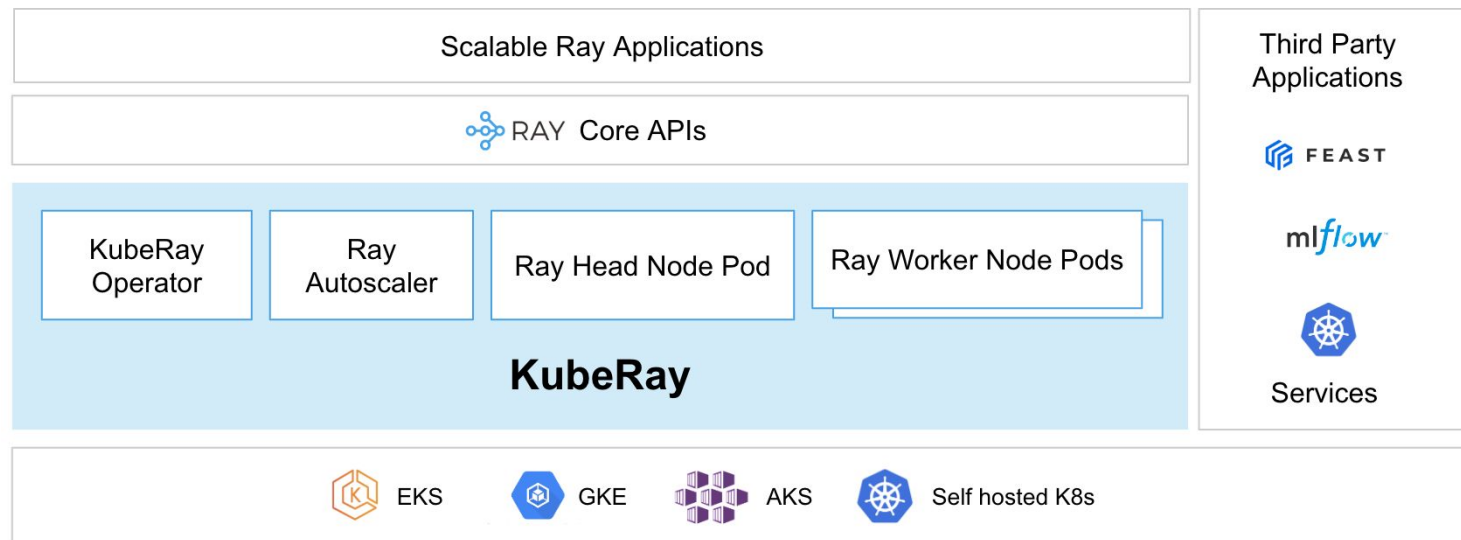 Scalable Ray Applications
RAY Core APIs
KubeRay
Operator
Ray
Autoscaler
Ray Head Node Pod
Ray Worker Node Pods
KubeRay
Third Party
Applications
FEAST
mlflow
Services
EKS
GKE
AKS
Self hosted K8s